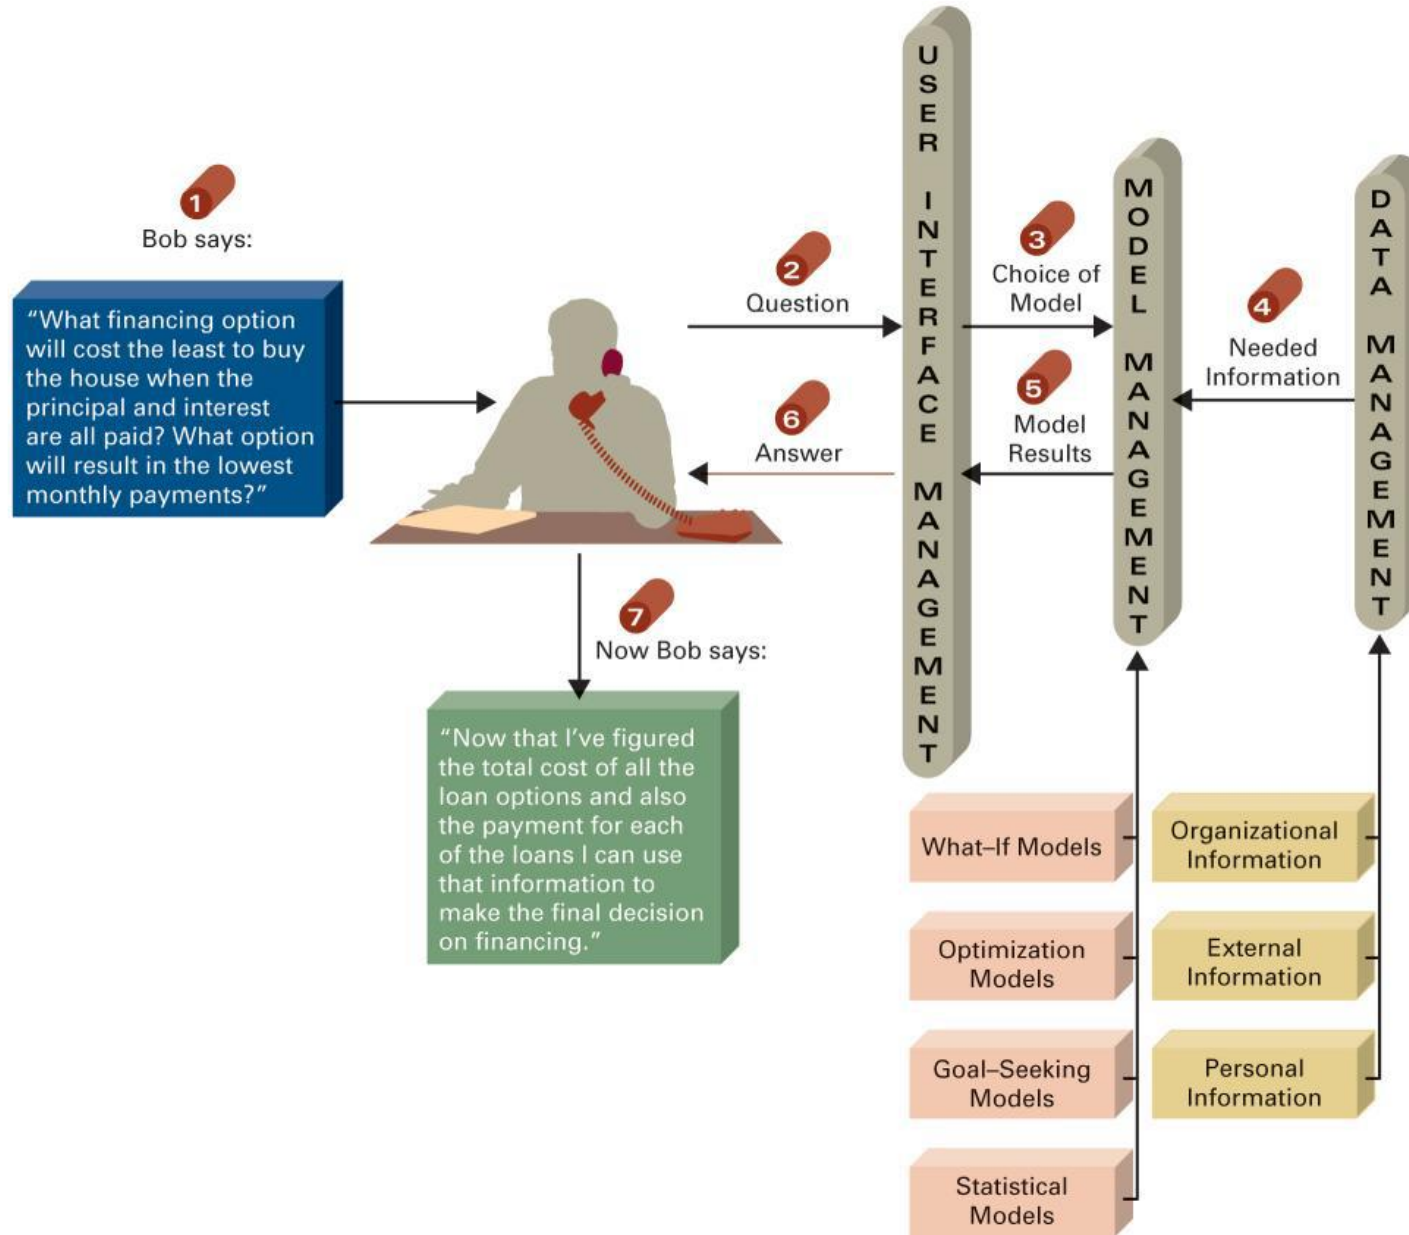 1
Bob says:
“What financing option
will cost the least to buy
the house when the
principal and interest
are all paid? What option
will result in the lowest
monthly payments?”
2
Question
6
Answer
7
Now Bob says:
“Now that I’ve figured
the total cost of all the
loan options and also
the payment for each
of the loans I can use
that information to
make the final decision
on financing.”
USER INTERFACE MANAGEMENT
3
Choice of
Model
5
Model
Results
MODEL MANAGEMENT
4
Needed
Information
DATA MANAGEMENT
What–If Models
Optimization
Models
Goal–Seeking
Models
Statistical
Models
Organizational
Information
External
Information
Personal
Information